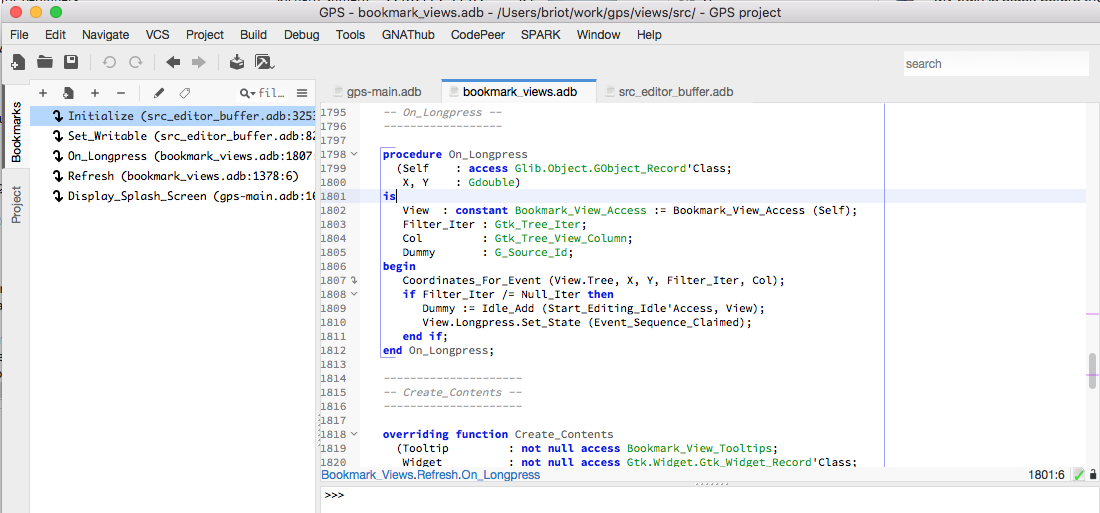 GPS - bookmark_views.adb - /Users/briot/work/gps/views/src/ - GPS project
File Edit Navigate VCS Project Build Debug Tools GNAThub CodePeer SPARK Window Help
search
Bookmarks
Project
fil...
Initialize (src_editor_buffer.adb:3253
Set_Writable (src_editor_buffer.adb:82
On_Longpress (bookmark_views.adb:1807
Refresh (bookmark_views.adb:1378:6)
Display_Splash_Screen (gps-main.adb:16
gps-main.adb bookmark_views.adb src_editor_buffer.adb
1795 -- On_Longpress --
1796 ------------------
1797
1798 procedure On_Longpress
1799 (Self : access Glib.Object.GObject_Record'Class;
1800 X, Y : Gdouble)
1801 is
1802 View : constant Bookmark_View_Access := Bookmark_View_Access (Self);
1803 Filter_Iter : Gtk_Tree_Iter;
1804 Col : Gtk_Tree_View_Column;
1805 Dummy : G_Source_Id;
1806 begin
1807 Coordinates_For_Event (View.Tree, X, Y, Filter_Iter, Col);
1808 if Filter_Iter /= Null_Iter then
1809 Dummy := Idle_Add (Start_Editing_Idle'Access, View);
1810 View.Longpress.Set_State (Event_Sequence_Claimed);
1811 end if;
1812 end On_Longpress;
1813
1814 ---------------------
1815 -- Create_Contents --
1816 ---------------------
1817
1818 overriding function Create_Contents
1819 (Tooltip : not null access Bookmark_View_Tooltips;
1820 Widget : not null access Gtk.Widget.Gtk_Widget_Record'Class;
Bookmark_Views.Refresh.On_Longpress 1801:6
>>>